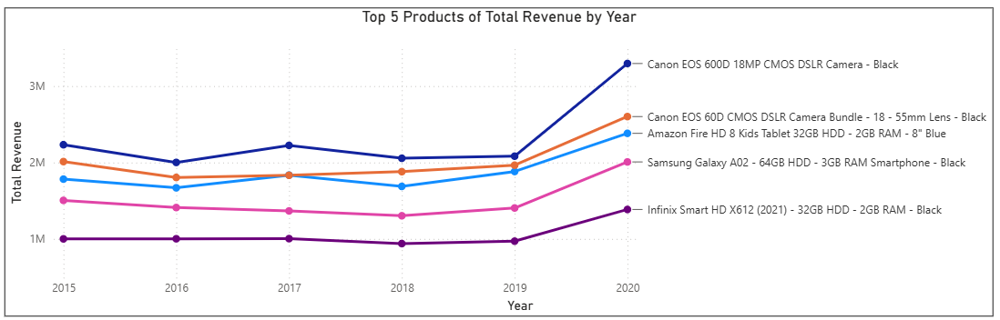 Top 5 Products of Total Revenue by Year
Total Revenue
3M
2M
1M
Canon EOS 600D 18MP CMOS DSLR Camera - Black
Canon EOS 60D CMOS DSLR Camera Bundle - 18 - 55mm Lens - Black
Amazon Fire HD 8 Kids Tablet 32GB HDD - 2GB RAM - 8" Blue
Samsung Galaxy A02 - 64GB HDD - 3GB RAM Smartphone - Black
Infinix Smart HD X612 (2021) - 32GB HDD - 2GB RAM - Black
2015 2016 2017 2018 2019 2020
Year